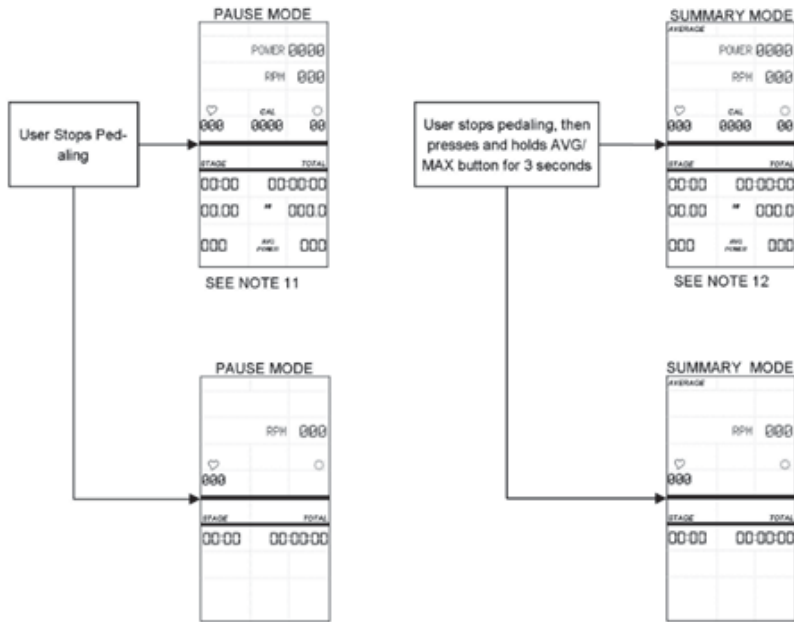 PAUSE MODE
POWER 0000
RPM 000
CAL
000 0000 00
STAGE TOTAL
00:00 00:00:00
00.00 000.0
000 AVG POWER 000
SEE NOTE 11
User Stops Ped-
aling
PAUSE MODE
RPM 000
000
STAGE TOTAL
00:00 00:00:00
SUMMARY MODE
AVERAGE
POWER 0000
RPM 000
CAL
000 0000 00
STAGE TOTAL
00:00 00:00:00
00.00 000.0
000 AVG POWER 000
SEE NOTE 12
User stops pedaling, then
presses and holds AVG/
MAX button for 3 seconds
SUMMARY MODE
AVERAGE
RPM 000
000
STAGE TOTAL
00:00 00:00:00